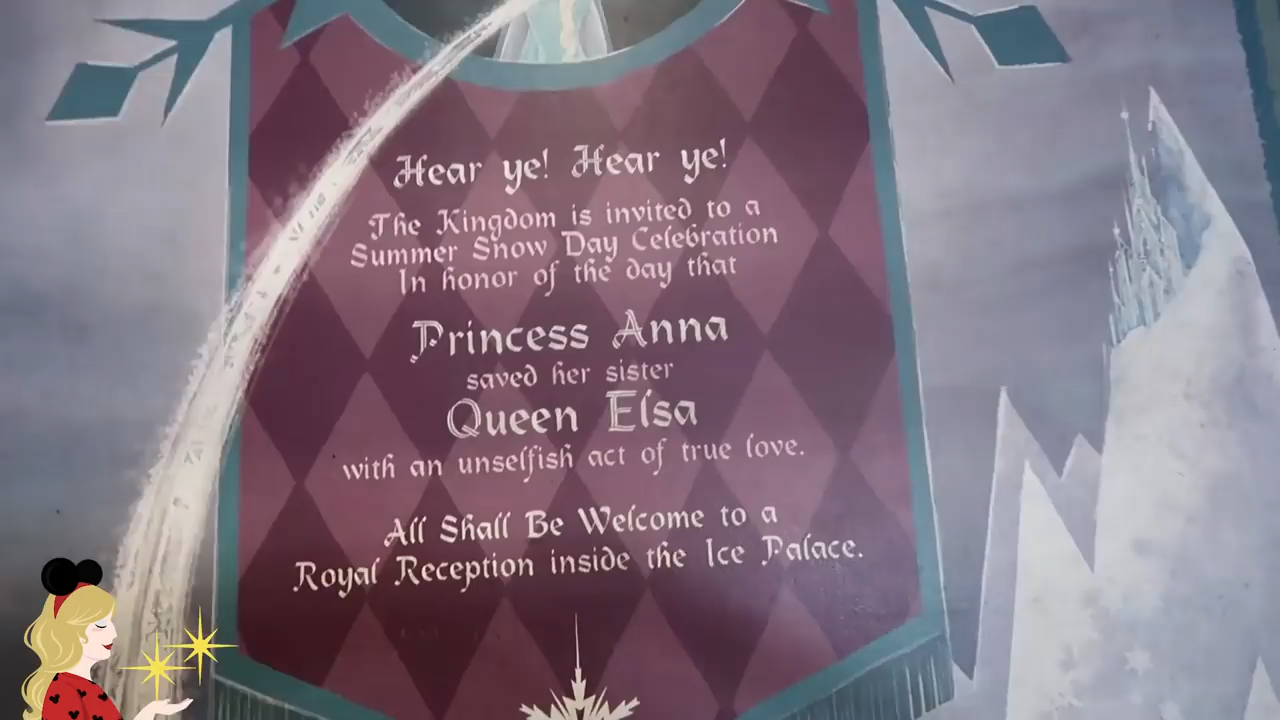 Hear ye! Hear ye!
The Kingdom is invited to a
Summer Snow Day Celebration
In honor of the day that
Princess Anna
saved her sister
Queen Elsa
with an unselfish act of true love.
All Shall Be Welcome to a
Royal Reception inside the Ice Palace.